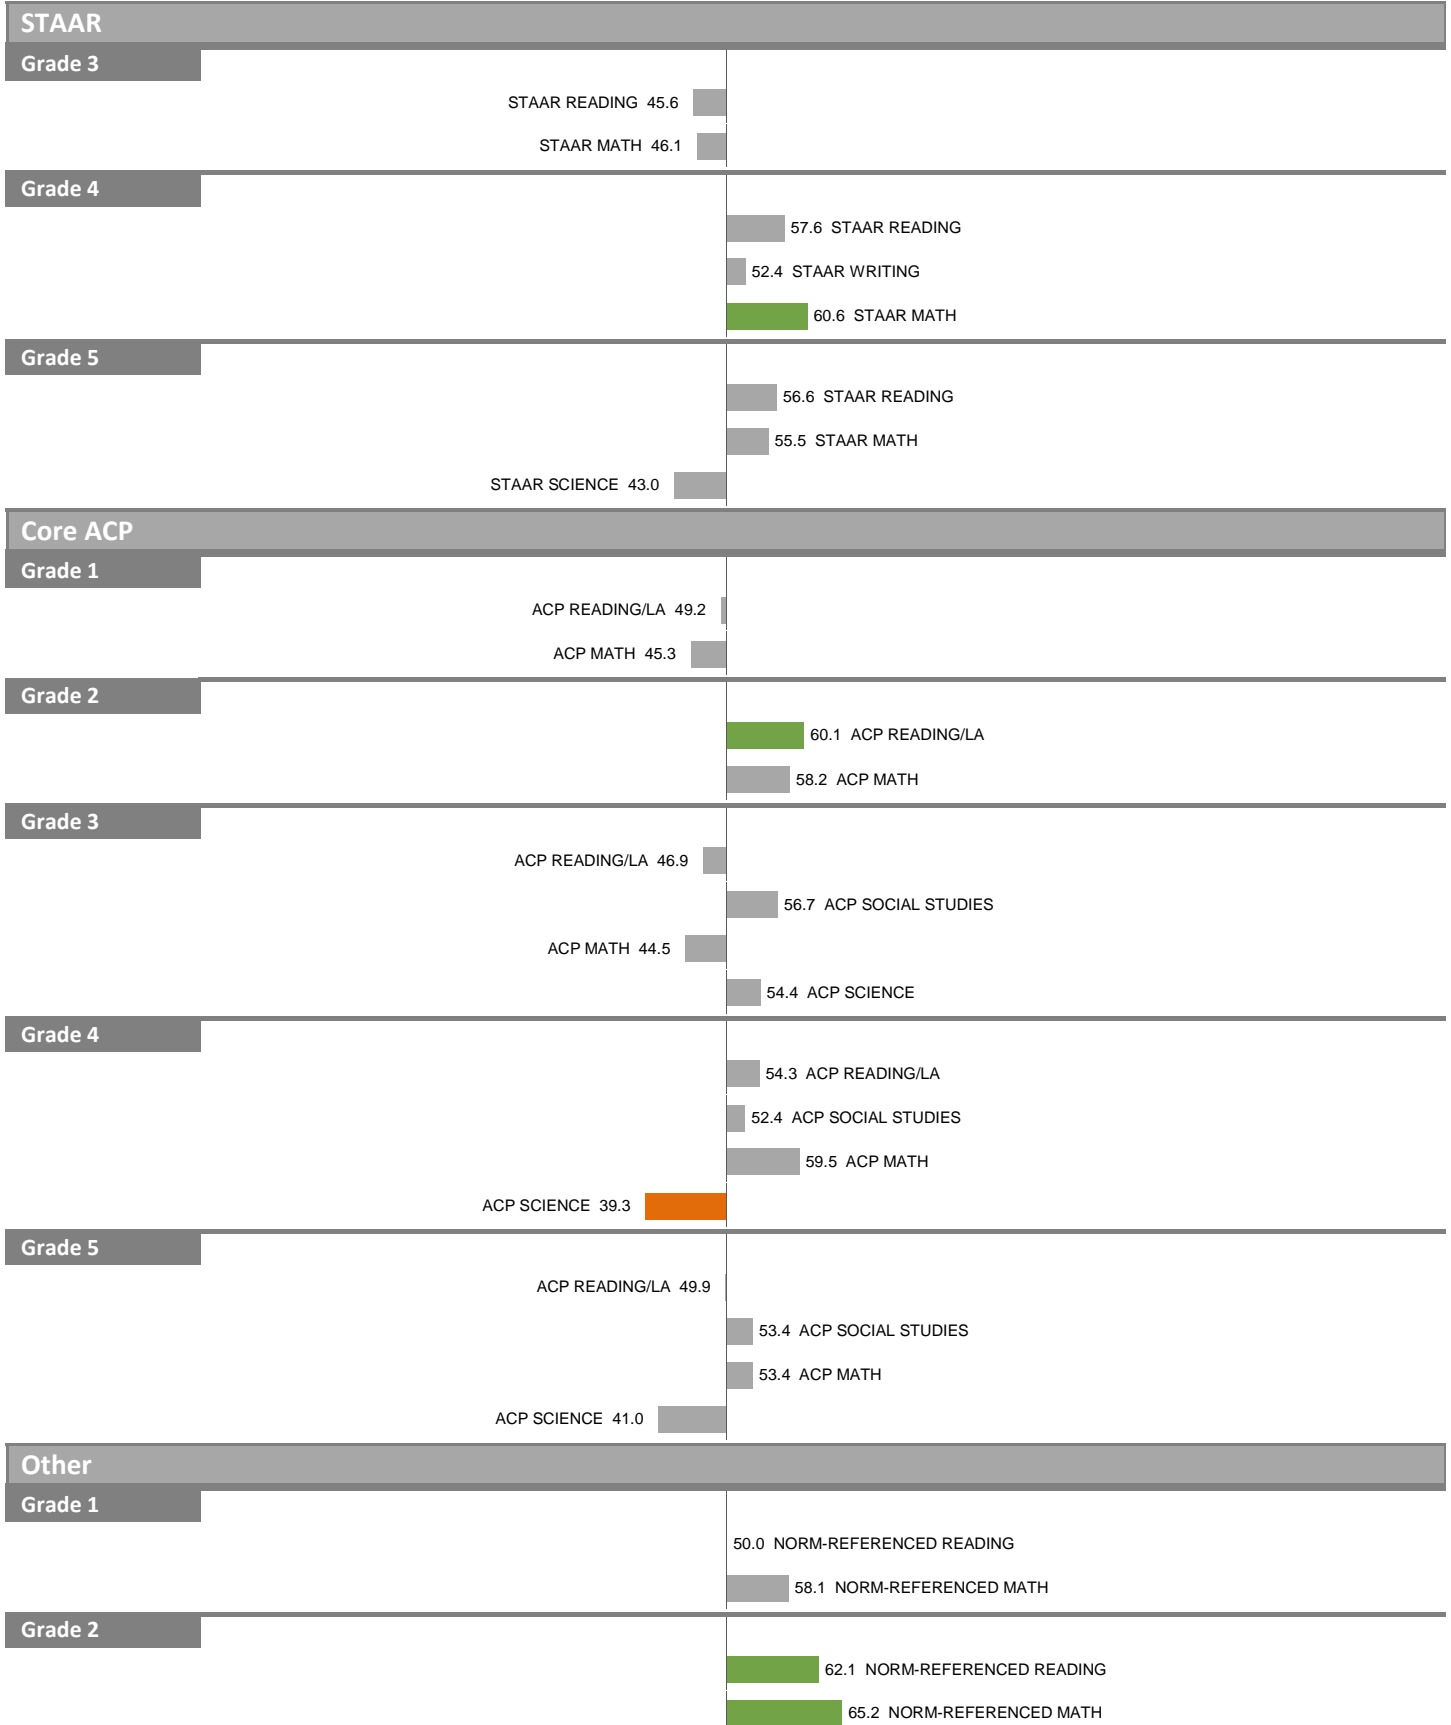 STAAR
Grade 3
STAAR READING 45.6
STAAR MATH 46.1
Grade 4
57.6 STAAR READING
52.4 STAAR WRITING
60.6 STAAR MATH
Grade 5
56.6 STAAR READING
55.5 STAAR MATH
STAAR SCIENCE 43.0
Core ACP
Grade 1
ACP READING/LA 49.2
ACP MATH 45.3
Grade 2
60.1 ACP READING/LA
58.2 ACP MATH
Grade 3
ACP READING/LA 46.9
56.7 ACP SOCIAL STUDIES
ACP MATH 44.5
54.4 ACP SCIENCE
Grade 4
54.3 ACP READING/LA
52.4 ACP SOCIAL STUDIES
59.5 ACP MATH
ACP SCIENCE 39.3
Grade 5
ACP READING/LA 49.9
53.4 ACP SOCIAL STUDIES
53.4 ACP MATH
ACP SCIENCE 41.0
Other
Grade 1
50.0 NORM-REFERENCED READING
58.1 NORM-REFERENCED MATH
Grade 2
62.1 NORM-REFERENCED READING
65.2 NORM-REFERENCED MATH